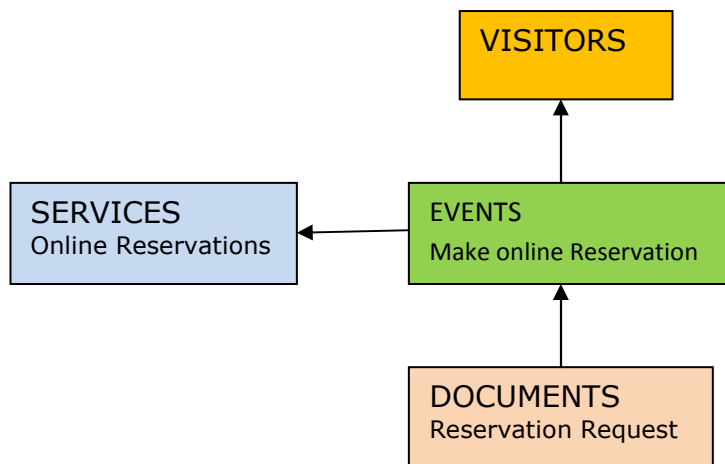 VISITORS
SERVICES
Online Reservations
EVENTS
Make online Reservation
DOCUMENTS
Reservation Request